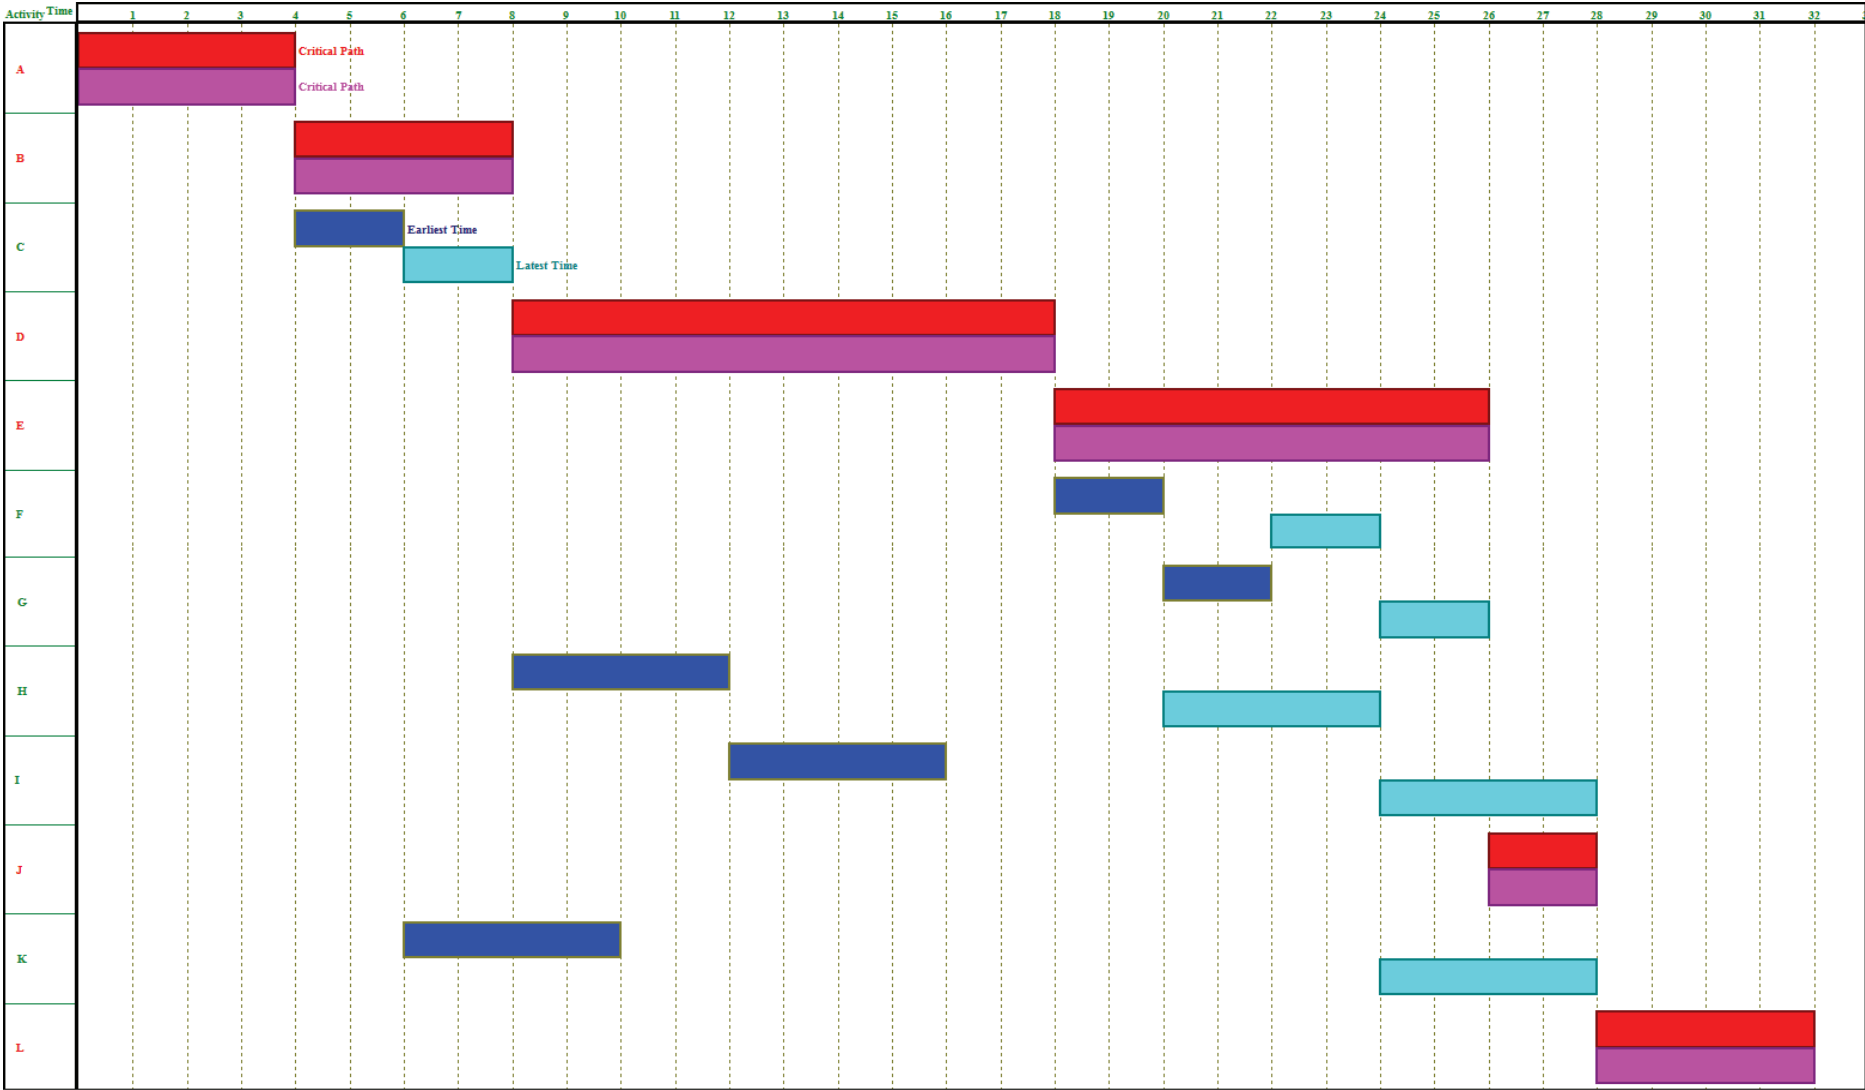 Activity Time 1 2 3 4 5 6 7 8 9 10 11 12 13 14 15 16 17 18 19 20 21 22 23 24 25 26 27 28 29 30 31 32
Critical Path
A
Critical Path
B
C
Earliest Time
Latest Time
D
E
F
G
H
I
J
K
L